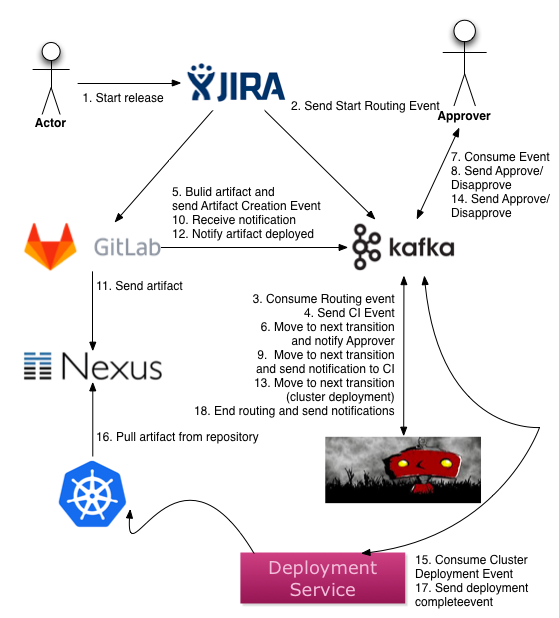 JIRA
1. Start release
2. Send Start Routing Event
Actor
Approver
7. Consume Event
8. Send Approve/
Disapprove
14. Send Approve/
Disapprove
5. Bulid artifact and
send Artifact Creation Event
10. Receive notification
12. Notify artifact deployed
GitLab
kafka
11. Send artifact
3. Consume Routing event
4. Send CI Event
6. Move to next transition
and notify Approver
9. Move to next transition
and send notification to CI
13. Move to next transition
(cluster deployment)
18. End routing and send notifications
Nexus
16. Pull artifact from repository
Deployment
Service
15. Consume Cluster
Deployment Event
17. Send deployment
completeevent